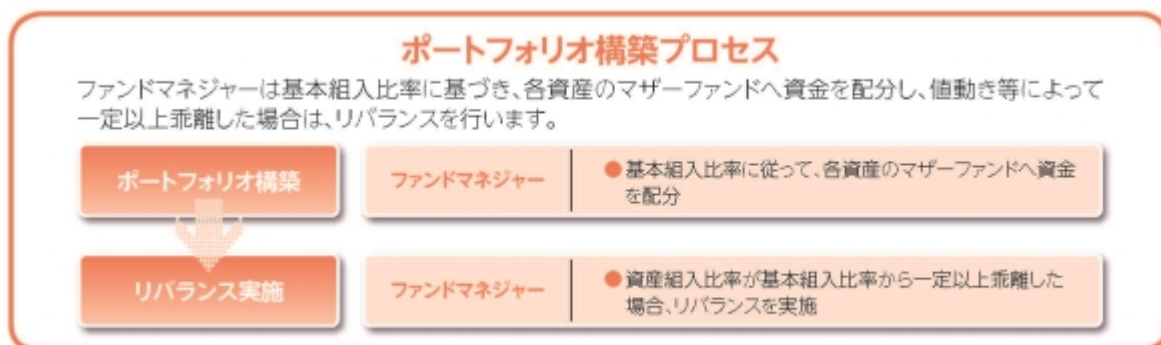 ポートフォリオ構築プロセス
ファンドマネジャーは基本組入比率に基づき、各資産のマザーファンドへ資金を配分し、値動き等によって
一定以上乖離した場合は、リバランスを行います。
ポートフォリオ構築
ファンドマネジャー
●基本組入比率に従って、各資産のマザーファンドへ資金
を配分
リバランス実施
ファンドマネジャー
●資産組入比率が基本組入比率から一定以上乖離した
場合、リバランスを実施